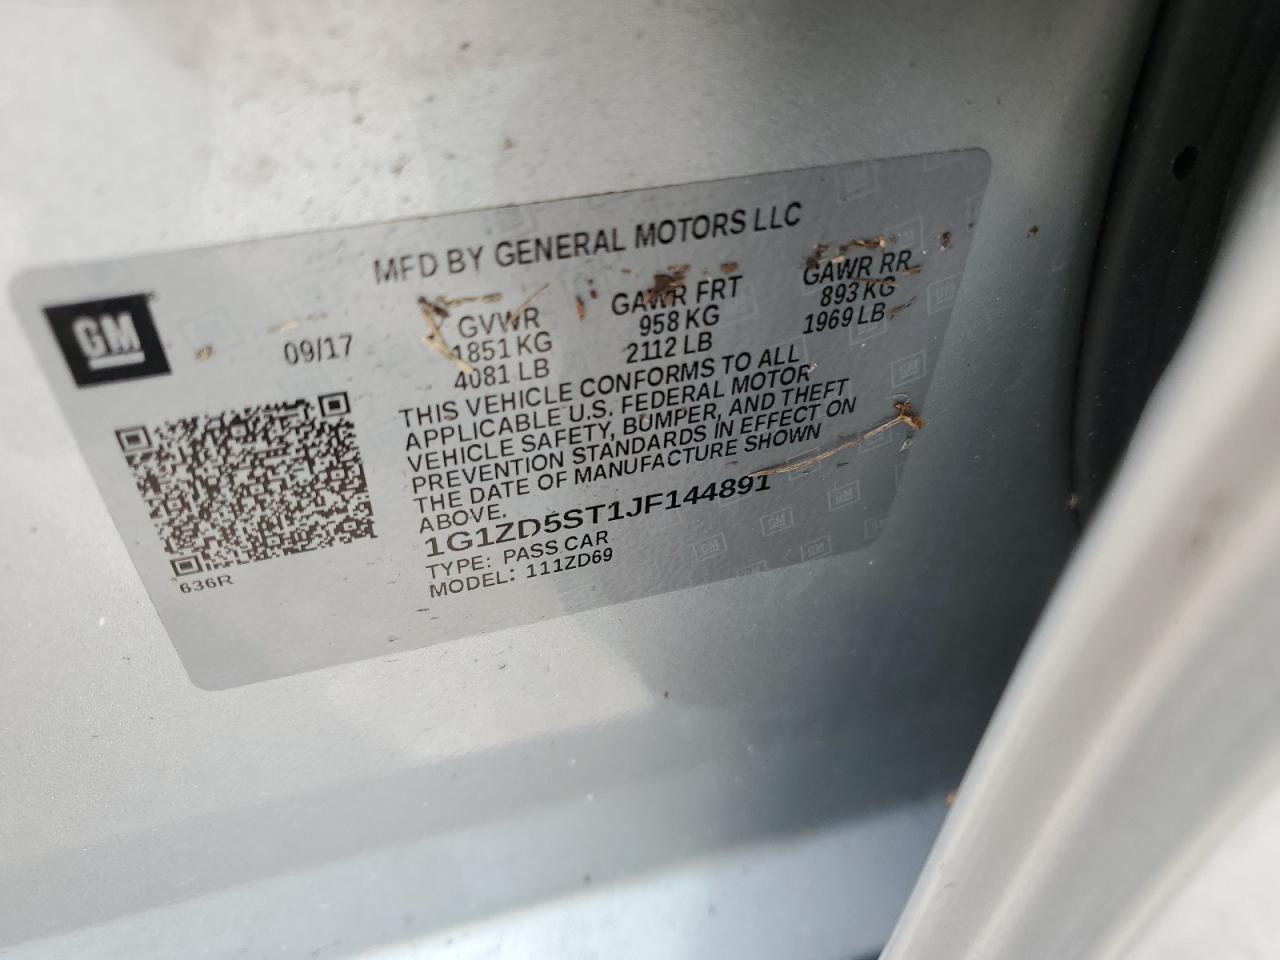 MFD BY GENERAL MOTORS LLC
GM
09/17
GVWR
1851 KG
4081 LB
GAWR FRT
958 KG
2112 LB
GAWR RR
893 KG
1969 LB
THIS VEHICLE CONFORMS TO ALL
APPLICABLE U.S. FEDERAL MOTOR
VEHICLE SAFETY, BUMPER, AND THEFT
PREVENTION STANDARDS IN EFFECT ON
THE DATE OF MANUFACTURE SHOWN
ABOVE.
1G1ZD5ST1JF144891
TYPE: PASS CAR
MODEL: 111ZD69
636R